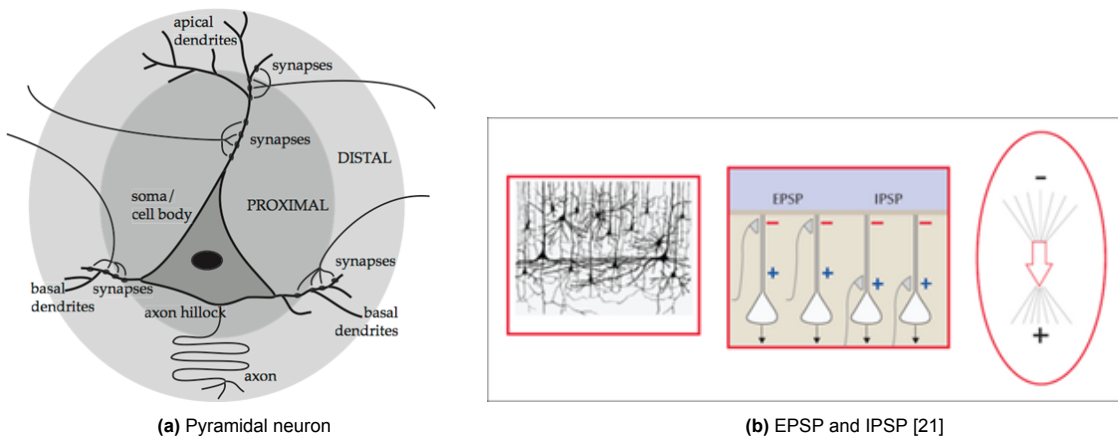 apical
dendrites
synapses
synapses
DISTAL
soma/
cell body
PROXIMAL
synapses
basal
dendrites
synapses
axon hillock
basal
dendrites
axon
(a) Pyramidal neuron
EPSP
IPSP
-
- - - -
+ + + +
+
(b) EPSP and IPSP [21]